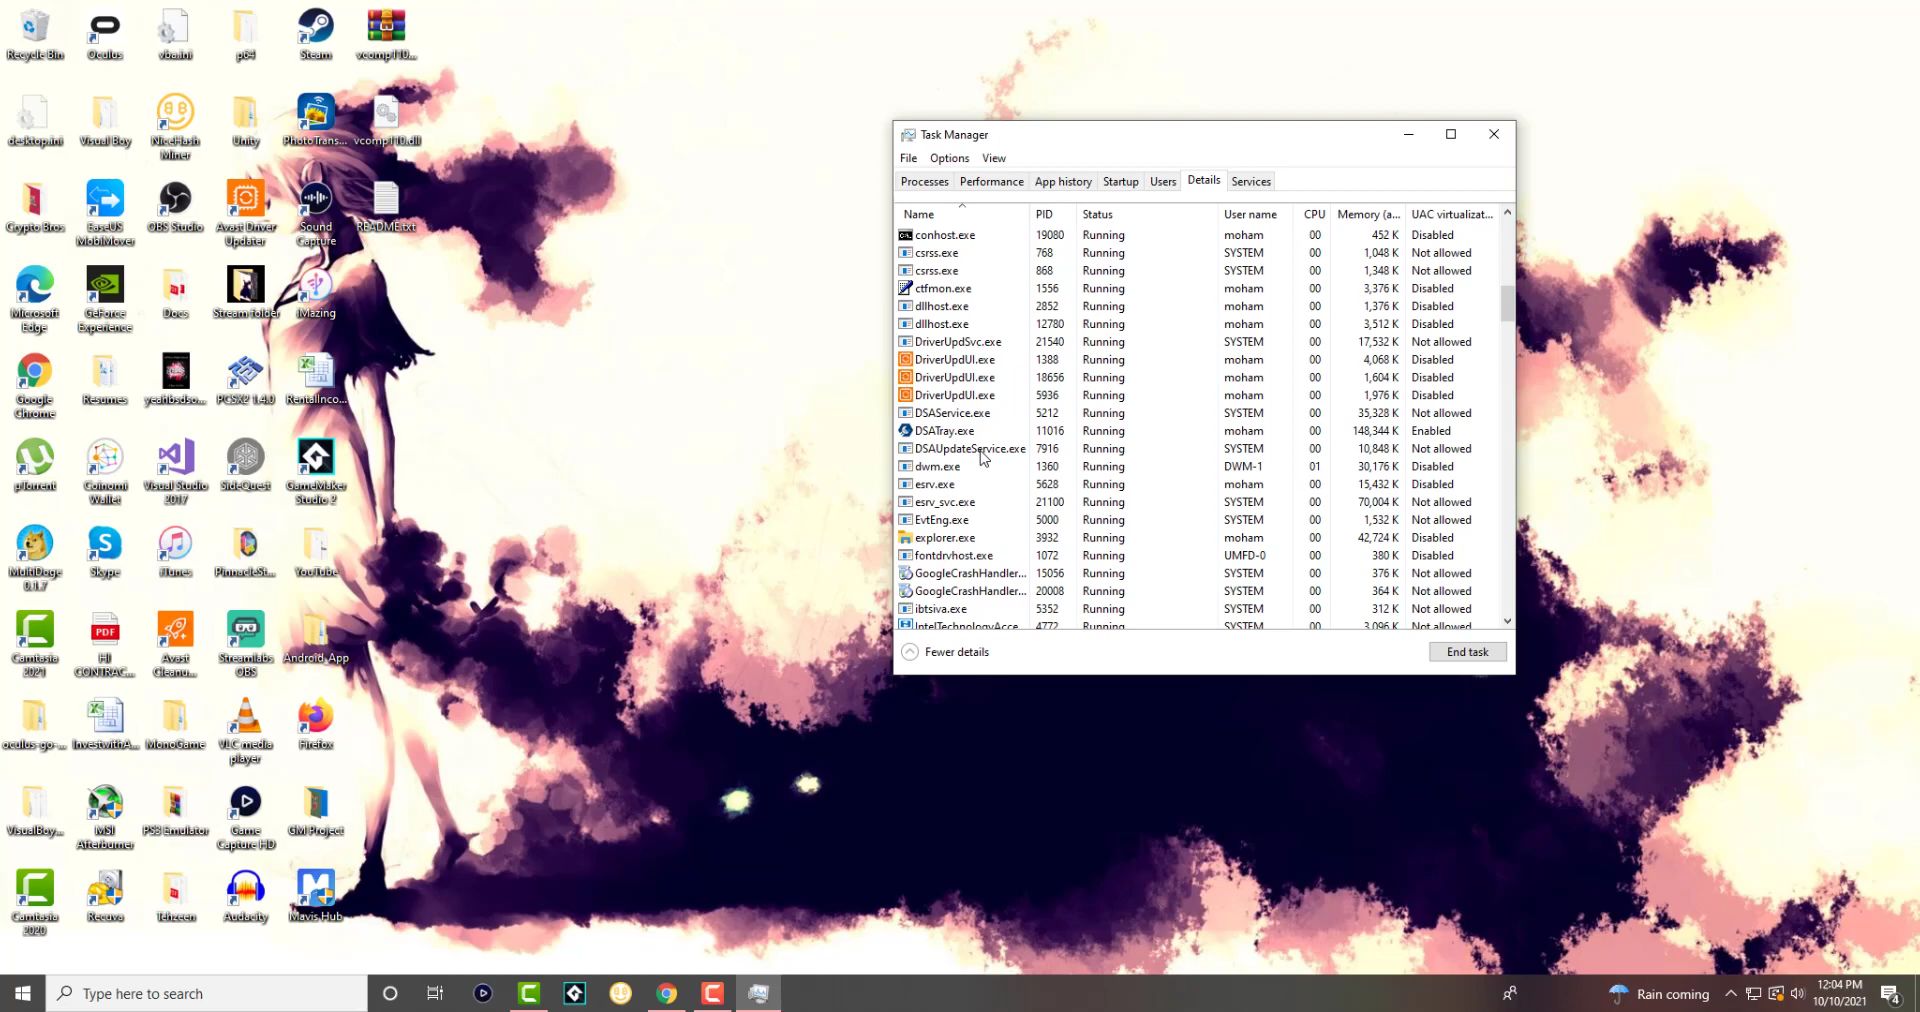 Recycle Bin
Oculus
vba.ini
p64
Steam
vcomp110...
desktop.ini
Visual Boy
NiceHash Miner
Unity
PhotoTrans...
vcomp110.dll
Crypto Bros
EaseUS MobiMover
OBS Studio
Avast Driver Updater
Sound Capture
README.txt
Microsoft Edge
GeForce Experience
Docs
Stream folder
iMazing
Google Chrome
Resumes
yeahbsdso...
PCSX2 1.4.0
RentalInco...
µTorrent
Coinomi Wallet
Visual Studio 2017
SideQuest
GameMaker Studio 2
MultiDoge 0.1.7
Skype
iTunes
Pinnacle-St...
YouTube
Camtasia 2021
PDF
HJ CONTRAC...
Avast Cleanu...
Streamlabs OBS
Android_App
oculus-go-...
InvestwithA...
MonoGame
VLC media player
Firefox
VisualBoy...
MSI Afterburner
PS3 Emulator
Game Capture HD
GM Project
Camtasia 2020
Recuva
Tehzeen
Audacity
Mavis Hub
Task Manager
File Options View
Processes Performance App history Startup Users Details Services
Name PID Status User name CPU Memory (a... UAC virtualizat...
conhost.exe 19080 Running moham 00 452 K Disabled
csrss.exe 768 Running SYSTEM 00 1,048 K Not allowed
csrss.exe 868 Running SYSTEM 00 1,348 K Not allowed
ctfmon.exe 1556 Running moham 00 3,376 K Disabled
dllhost.exe 2852 Running moham 00 1,376 K Disabled
dllhost.exe 12780 Running moham 00 3,512 K Disabled
DriverUpdSvc.exe 21540 Running SYSTEM 00 17,532 K Not allowed
DriverUpdUI.exe 1388 Running moham 00 4,068 K Disabled
DriverUpdUI.exe 18656 Running moham 00 1,604 K Disabled
DriverUpdUI.exe 5936 Running moham 00 1,976 K Disabled
DSAService.exe 5212 Running SYSTEM 00 35,328 K Not allowed
DSATray.exe 11016 Running moham 00 148,344 K Enabled
DSAUpdateService.exe 7916 Running SYSTEM 00 10,848 K Not allowed
dwm.exe 1360 Running DWM-1 01 30,176 K Disabled
esrv.exe 5628 Running moham 00 15,432 K Disabled
esrv_svc.exe 21100 Running SYSTEM 00 70,004 K Not allowed
EvtEng.exe 5000 Running SYSTEM 00 1,532 K Not allowed
explorer.exe 3932 Running moham 00 42,724 K Disabled
fontdrvhost.exe 1072 Running UMFD-0 00 380 K Disabled
GoogleCrashHandler... 15056 Running SYSTEM 00 376 K Not allowed
GoogleCrashHandler... 20008 Running SYSTEM 00 364 K Not allowed
ibtsiva.exe 5352 Running SYSTEM 00 312 K Not allowed
IntelTechnologyAcce... 4772 Running SYSTEM 00 3,096 K Not allowed
Fewer details
End task
Type here to search
Rain coming
12:04 PM
10/10/2021
4